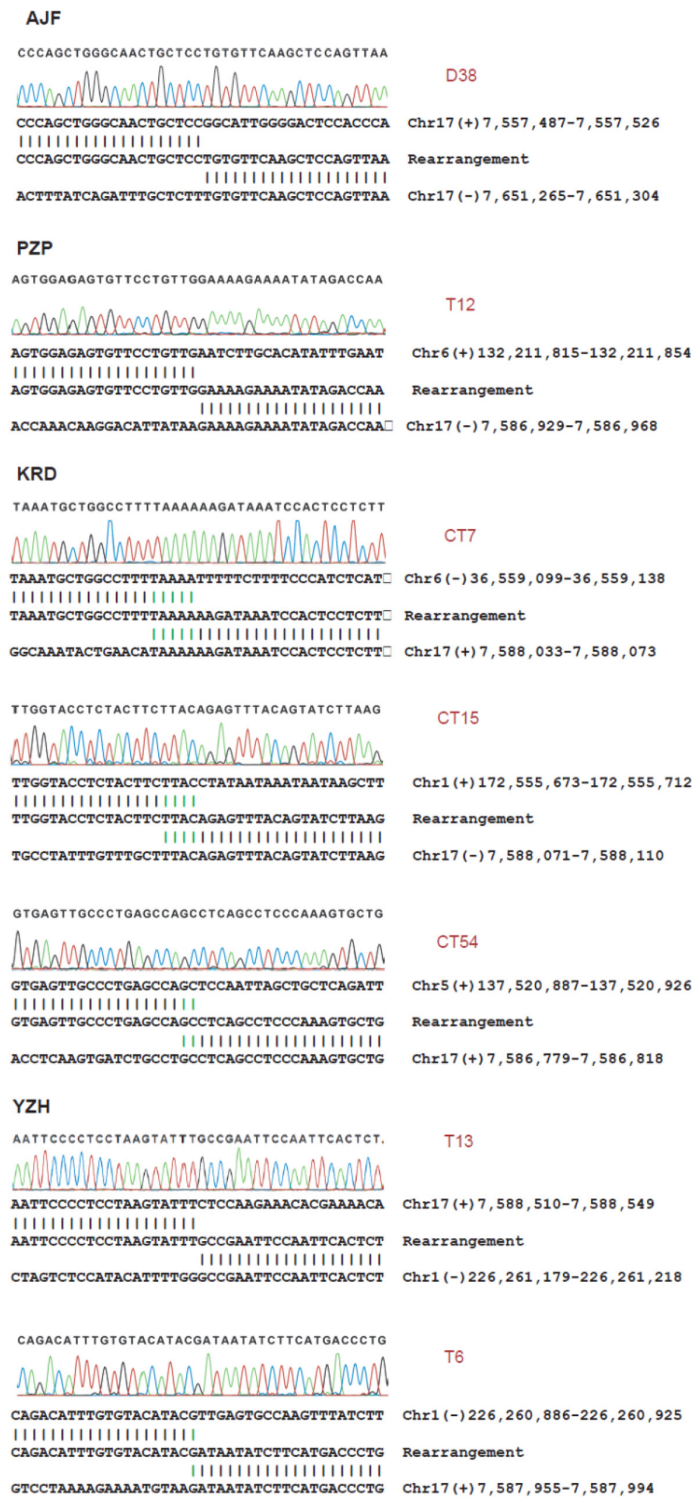 AJF
CCCAGCTGGGCAACTGCTCCTGTGTTCAAGCTCCAGTTAA
D38
CCCAGCTGGGCAACTGCTCCGGCATTGGGGACTCCACCCA Chr17(+)7,557,487-7,557,526
CCCAGCTGGGCAACTGCTCCTGTGTTCAAGCTCCAGTTAA Rearrangement
ACTTTATCAGATTTGCTCTTTGTGTTCAAGCTCCAGTTAA Chr17(-)7,651,265-7,651,304
PZP
AGTGGAGAGTGTTCCTGTTGGAAAAGAAAATATAGACCAA
T12
AGTGGAGAGTGTTCCTGTTGAATCTTGCACATATTTGAAT Chr6(+)132,211,815-132,211,854
AGTGGAGAGTGTTCCTGTTGGAAAAGAAAATATAGACCAA Rearrangement
ACCAAACAAGGACATTATAAGAAAAGAAAATATAGACCAA□ Chr17(-)7,586,929-7,586,968
KRD
TAAATGCTGGCCTTTTAAAAAAGATAAATCCACTCCTCTT
CT7
TAAATGCTGGCCTTTTAAAATTTTTCTTTTCCCATCTCAT□ Chr6(-)36,559,099-36,559,138
TAAATGCTGGCCTTTTAAAAAAGATAAATCCACTCCTCTT Rearrangement
GGCAAATACTGAACATAAAAAAGATAAATCCACTCCTCTT□ Chr17(+)7,588,033-7,588,073
TTGGTACCTCTACTTCTTACAGAGTTTACAGTATCTTAAG
CT15
TTGGTACCTCTACTTCTTACCTATAATAAATAATAAGCTT Chr1(+)172,555,673-172,555,712
TTGGTACCTCTACTTCTTACAGAGTTTACAGTATCTTAAG Rearrangement
TGCCTATTTGTTTGCTTTACAGAGTTTACAGTATCTTAAG Chr17(-)7,588,071-7,588,110
GTGAGTTGCCCTGAGCCAGCCTCAGCCTCCCAAAGTGCTG
CT54
GTGAGTTGCCCTGAGCCAGCTCCAATTAGCTGCTCAGATT Chr5(+)137,520,887-137,520,926
GTGAGTTGCCCTGAGCCAGCCTCAGCCTCCCAAAGTGCTG Rearrangement
ACCTCAAGTGATCTGCCTGCCTCAGCCTCCCAAAGTGCTG Chr17(+)7,586,779-7,586,818
YZH
AATTCCCCTCCTAAGTATTTGCCGAATTCCAATTCACTCT.
T13
AATTCCCCTCCTAAGTATTTCTCCAAGAAACACGAAAACA Chr17(+)7,588,510-7,588,549
AATTCCCCTCCTAAGTATTTGCCGAATTCCAATTCACTCT Rearrangement
CTAGTCTCCATACATTTTGGGCCGAATTCCAATTCACTCT Chr1(-)226,261,179-226,261,218
CAGACATTTGTGTACATACGATAATATCTTCATGACCCTG
T6
CAGACATTTGTGTACATACGTTGAGTGCCAAGTTTATCTT Chr1(-)226,260,886-226,260,925
CAGACATTTGTGTACATACGATAATATCTTCATGACCCTG Rearrangement
GTCCTAAAAGAAAATGTAAGATAATATCTTCATGACCCTG Chr17(+)7,587,955-7,587,994